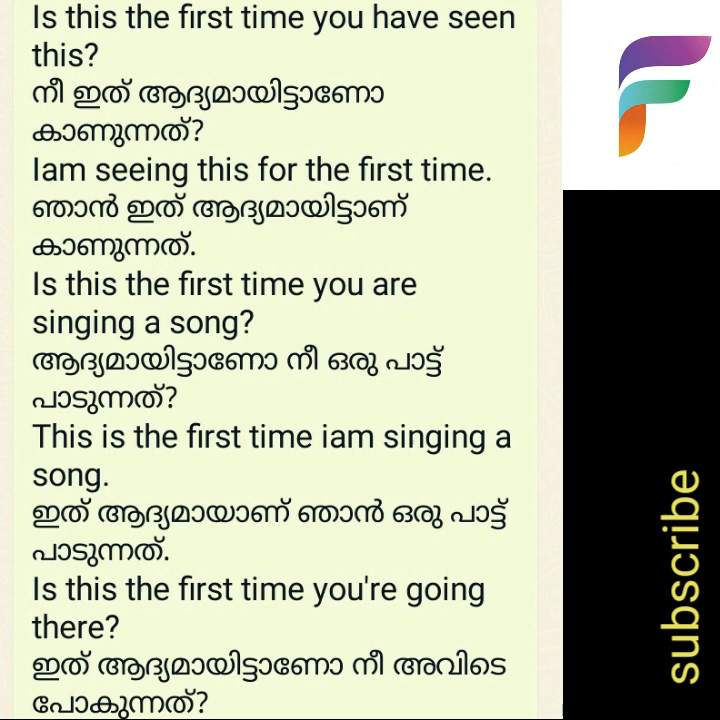 Is this the first time you have seen
this?
നീ ഇത് ആദ്യമായിട്ടാണോ
കാണുന്നത്?
Iam seeing this for the first time.
ഞാൻ ഇത് ആദ്യമായിട്ടാണ്
കാണുന്നത്.
Is this the first time you are
singing a song?
ആദ്യമായിട്ടാണോ നീ ഒരു പാട്ട്
പാടുന്നത്?
This is the first time iam singing a
song.
ഇത് ആദ്യമായാണ് ഞാൻ ഒരു പാട്ട്
പാടുന്നത്.
Is this the first time you're going
there?
ഇത് ആദ്യമായിട്ടാണോ നീ അവിടെ
പോകുന്നത്?
F
subscribe